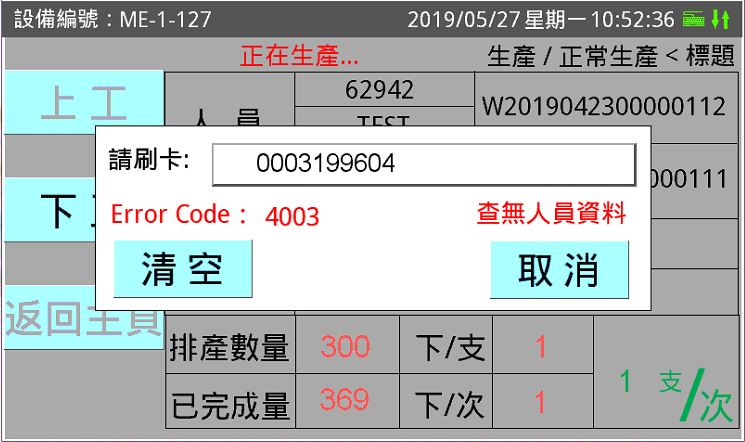 設備編號：ME-1-127 2019/05/27 星期一 10:52:36
正在生產... 生產 / 正常生產 < 標題
上 工 人 員 62942 W2019042300000112
TEST
請刷卡: 0003199604
000111
下
Error Code： 4003 查無人員資料
清 空 取 消
返回主頁
排產數量 300 下/支 1
已完成量 369 下/次 1
1 支/次